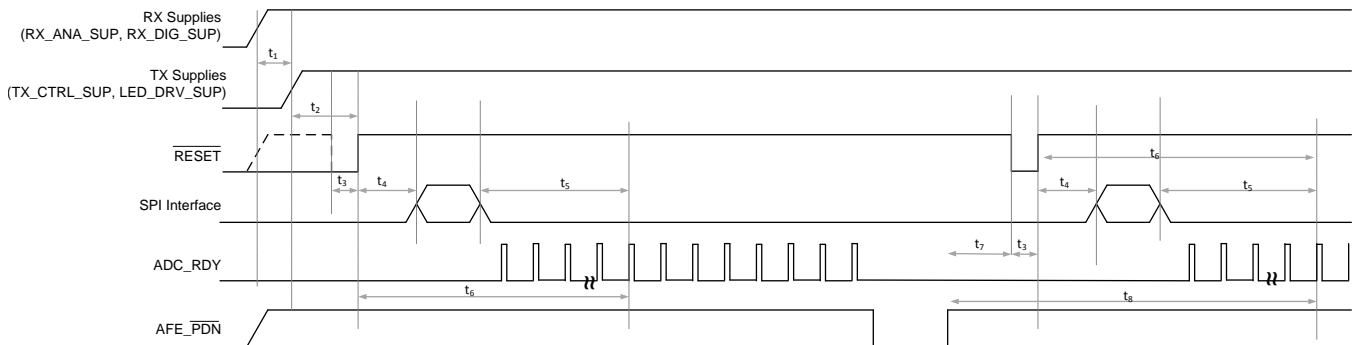 RX Supplies
(RX_ANA_SUP, RX_DIG_SUP)
t1
TX Supplies
(TX_CTRL_SUP, LED_DRV_SUP)
t2
RESET
t6
t3
t4
t5
t4
t5
SPI Interface
t7
t3
ADC_RDY
t6
t8
AFE_PDN